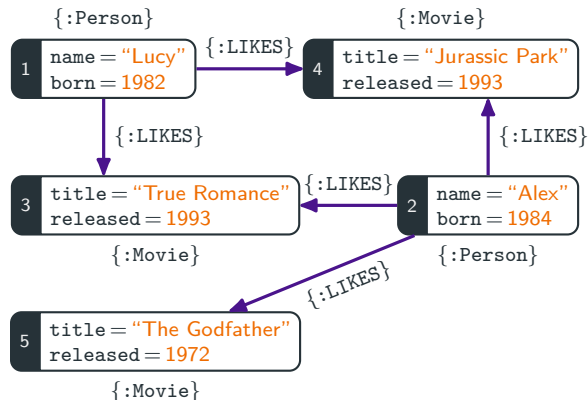 {:Person}
{:Movie}
1
name = “Lucy”
born = 1982
{:LIKES}
4
title = “Jurassic Park”
released = 1993
{:LIKES}
{:LIKES}
3
title = “True Romance”
released = 1993
{:LIKES}
2
name = “Alex”
born = 1984
{:Movie}
{:Person}
{:LIKES}
5
title = “The Godfather”
released = 1972
{:Movie}